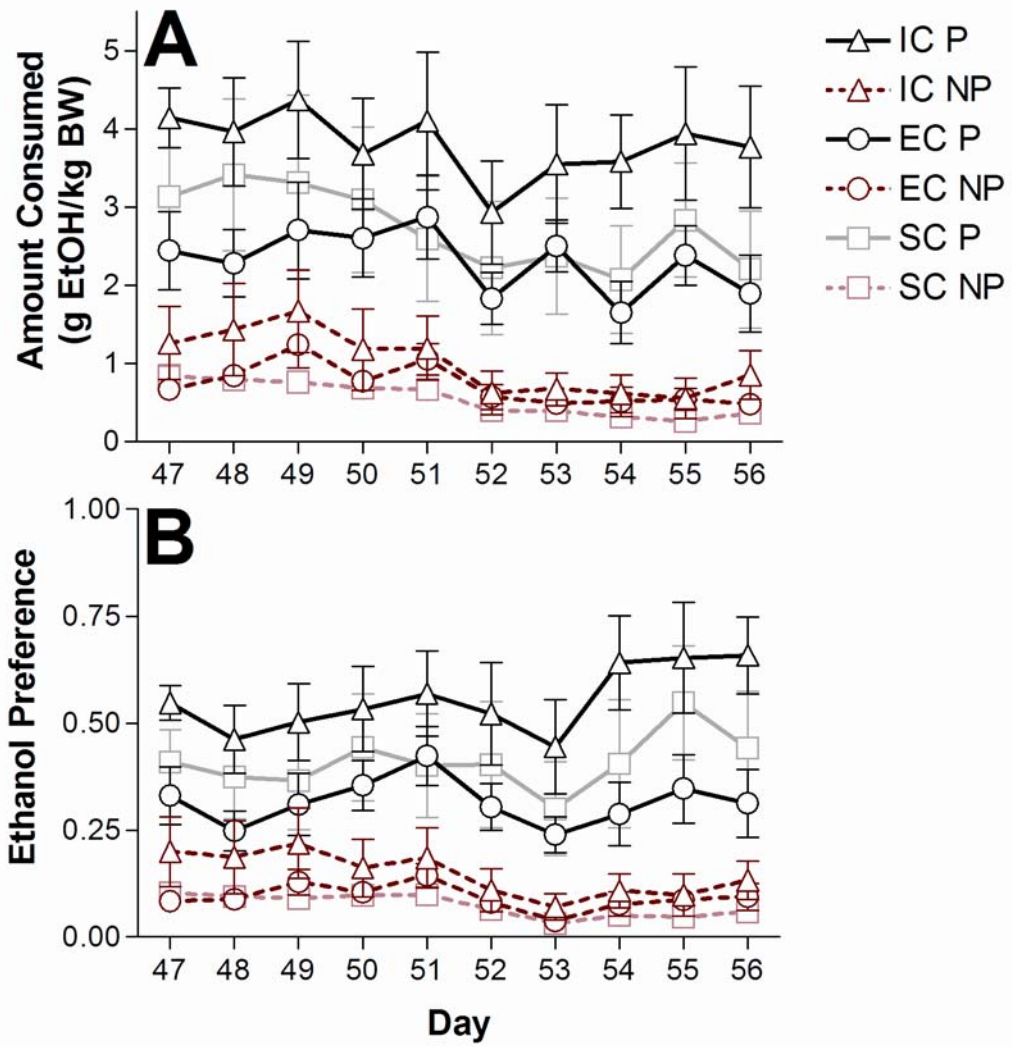 A
Amount Consumed
(g EtOH/kg BW)
5
4
3
2
1
0
47 48 49 50 51 52 53 54 55 56
IC P
IC NP
EC P
EC NP
SC P
SC NP
B
Ethanol Preference
1.00
0.75
0.50
0.25
0.00
47 48 49 50 51 52 53 54 55 56
Day